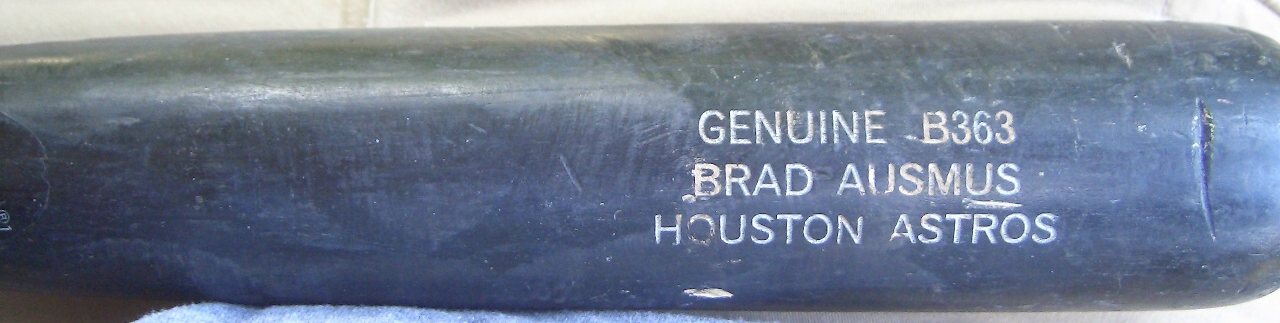 GENUINE B363
BRAD AUSMUS
HOUSTON ASTROS
®